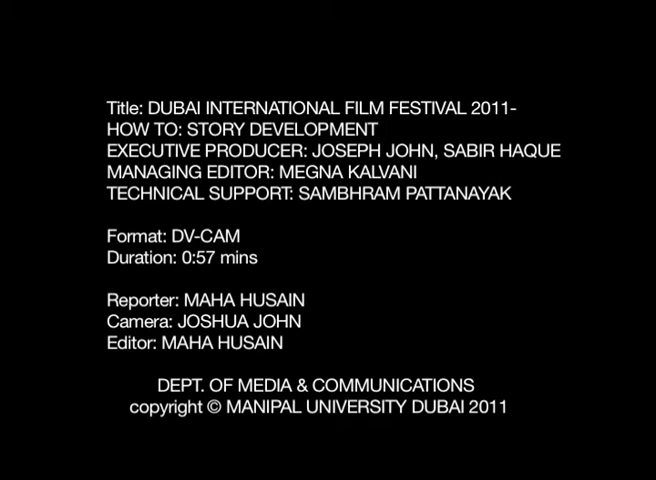 Title: DUBAI INTERNATIONAL FILM FESTIVAL 2011-
HOW TO: STORY DEVELOPMENT
EXECUTIVE PRODUCER: JOSEPH JOHN, SABIR HAQUE
MANAGING EDITOR: MEGNA KALVANI
TECHNICAL SUPPORT: SAMBHRAM PATTANAYAK
Format: DV-CAM
Duration: 0:57 mins
Reporter: MAHA HUSAIN
Camera: JOSHUA JOHN
Editor: MAHA HUSAIN
DEPT. OF MEDIA & COMMUNICATIONS
copyright © MANIPAL UNIVERSITY DUBAI 2011